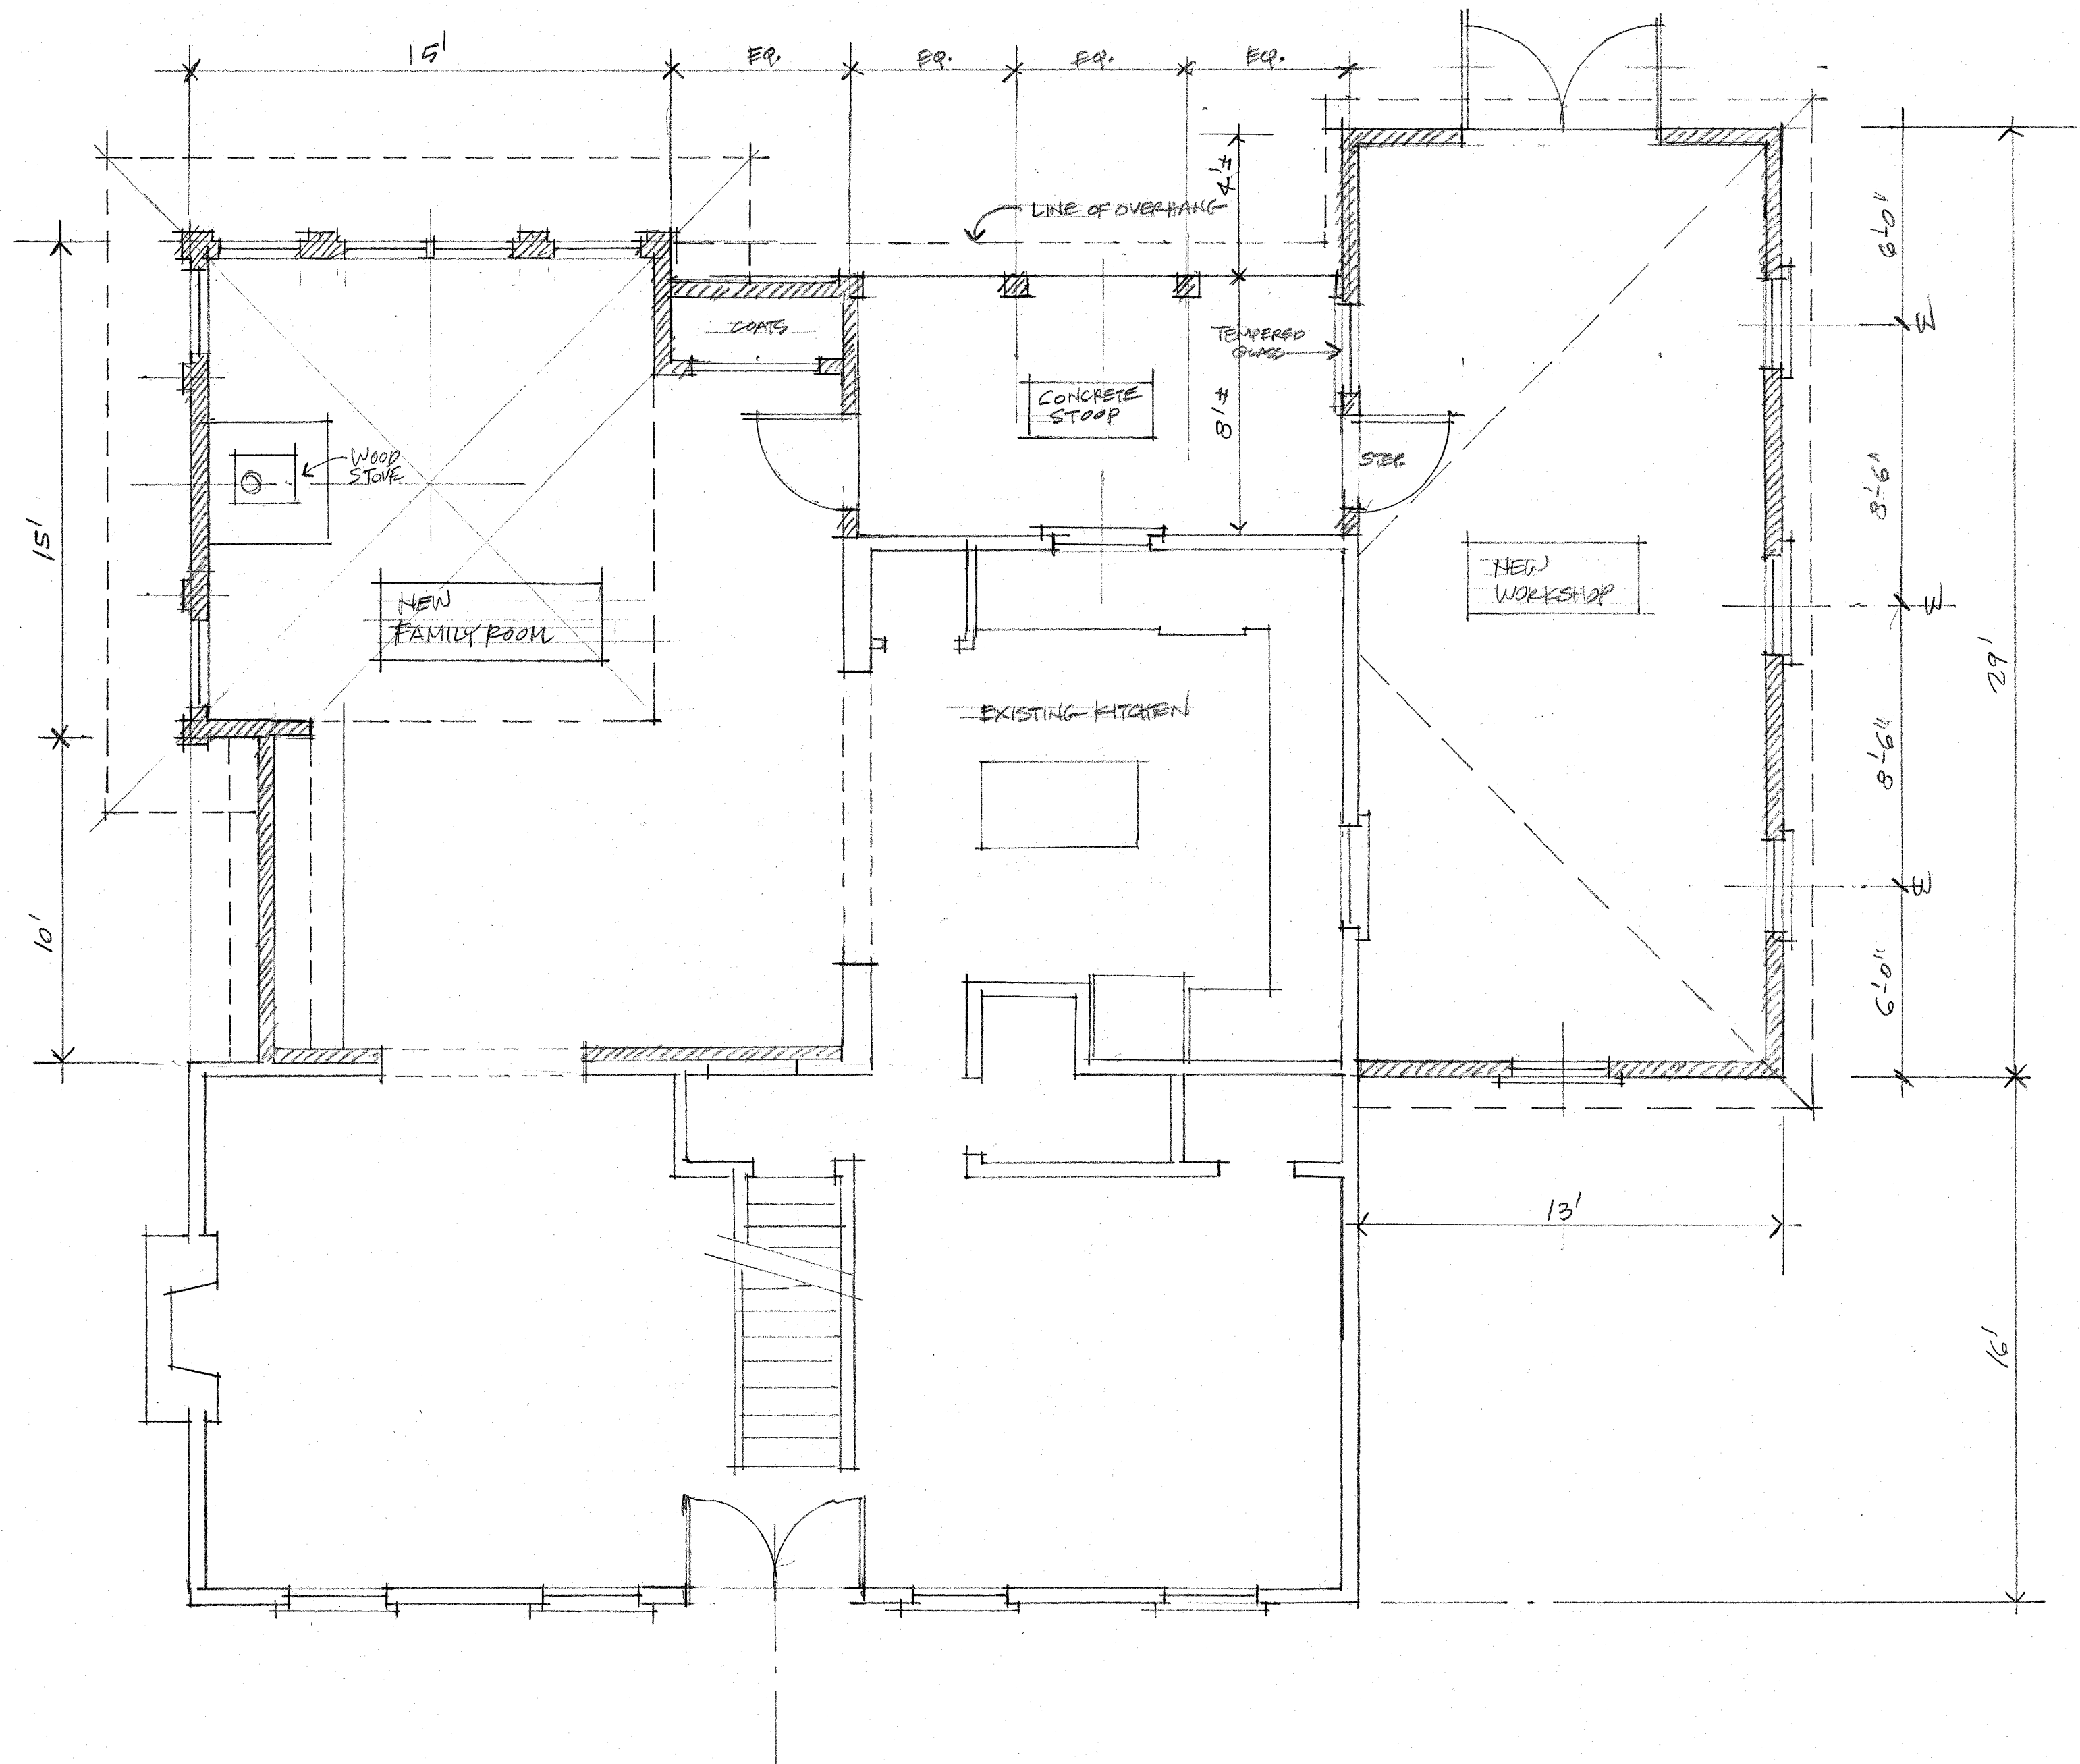 15'
EQ.
EQ.
EQ.
EQ.
4'±
LINE OF OVERHANG
6'-0"
COATS
TEMPERED
GLASS
CONCRETE
STOOP
8'±
WOOD
STOVE
STEP
8'-6"
15'
NEW
FAMILY ROOM
NEW
WORKSHOP
29'
EXISTING KITCHEN
8'-6"
10'
6'-0"
13'
16'